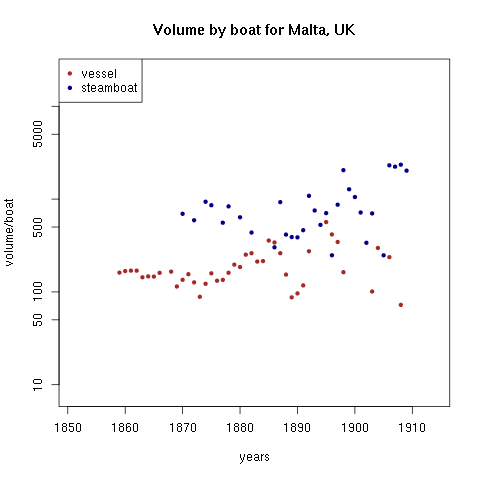 Volume by boat for Malta, UK
vessel
steamboat
volume/boat
5000
500
100
50
10
1850 1860 1870 1880 1890 1900 1910
years